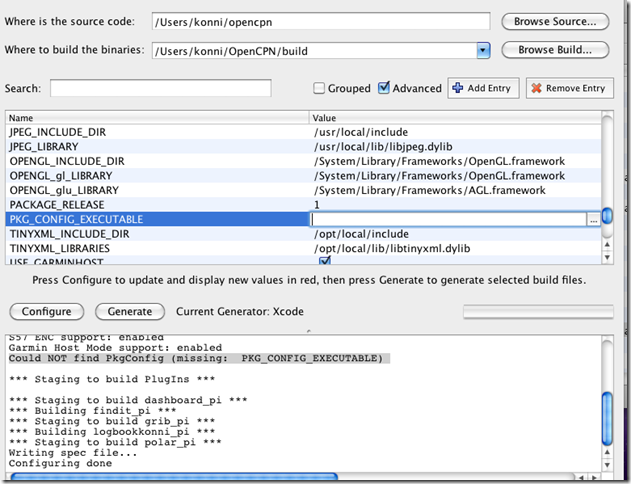 Where is the source code: /Users/konni/opencpn Browse Source...
Where to build the binaries: /Users/konni/OpenCPN/build Browse Build...
Search: Grouped Advanced Add Entry Remove Entry
Name Value
JPEG_INCLUDE_DIR /usr/local/include
JPEG_LIBRARY /usr/local/lib/libjpeg.dylib
OPENGL_INCLUDE_DIR /System/Library/Frameworks/OpenGL.framework
OPENGL_gl_LIBRARY /System/Library/Frameworks/OpenGL.framework
OPENGL_glu_LIBRARY /System/Library/Frameworks/AGL.framework
PACKAGE_RELEASE 1
PKG_CONFIG_EXECUTABLE ...
TINYXML_INCLUDE_DIR /opt/local/include
TINYXML_LIBRARIES /opt/local/lib/libtinyxml.dylib
USE_GARMINHOST
Press Configure to update and display new values in red, then press Generate to generate selected build files.
Configure Generate Current Generator: Xcode
S57 ENC support: enabled
Garmin Host Mode support: enabled
Could NOT find PkgConfig (missing: PKG_CONFIG_EXECUTABLE)
*** Staging to build PlugIns ***
*** Staging to build dashboard_pi ***
*** Building findit_pi ***
*** Staging to build grib_pi ***
*** Building logbookkonni_pi ***
*** Staging to build polar_pi ***
Writing spec file...
Configuring done